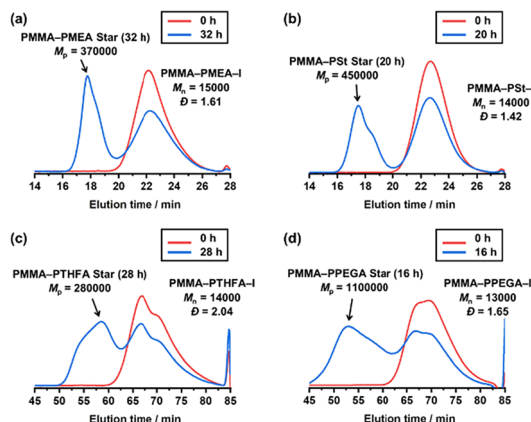 (a)
0 h
32 h
PMMA–PMEA Star (32 h)
Mp = 370000
PMMA–PMEA–I
Mn = 15000
Đ = 1.61
14 16 18 20 22 24 26 28
Elution time / min
(b)
0 h
20 h
PMMA–PSt Star (20 h)
Mp = 450000
PMMA–PSt–
Mn = 14000
Đ = 1.42
14 16 18 20 22 24 26 28
Elution time / min
(c)
0 h
28 h
PMMA–PTHFA Star (28 h)
Mp = 280000
PMMA–PTHFA–I
Mn = 14000
Đ = 2.04
45 50 55 60 65 70 75 80 85
Elution time / min
(d)
0 h
16 h
PMMA–PPEGA Star (16 h)
Mp = 1100000
PMMA–PPEGA–I
Mn = 13000
Đ = 1.65
45 50 55 60 65 70 75 80 85
Elution time / min